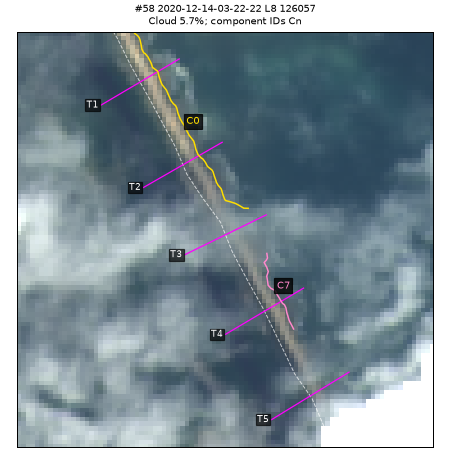 #58 2020-12-14-03-22-22 L8 126057
Cloud 5.7%; component IDs Cn
T1
C0
T2
T3
C7
T4
T5